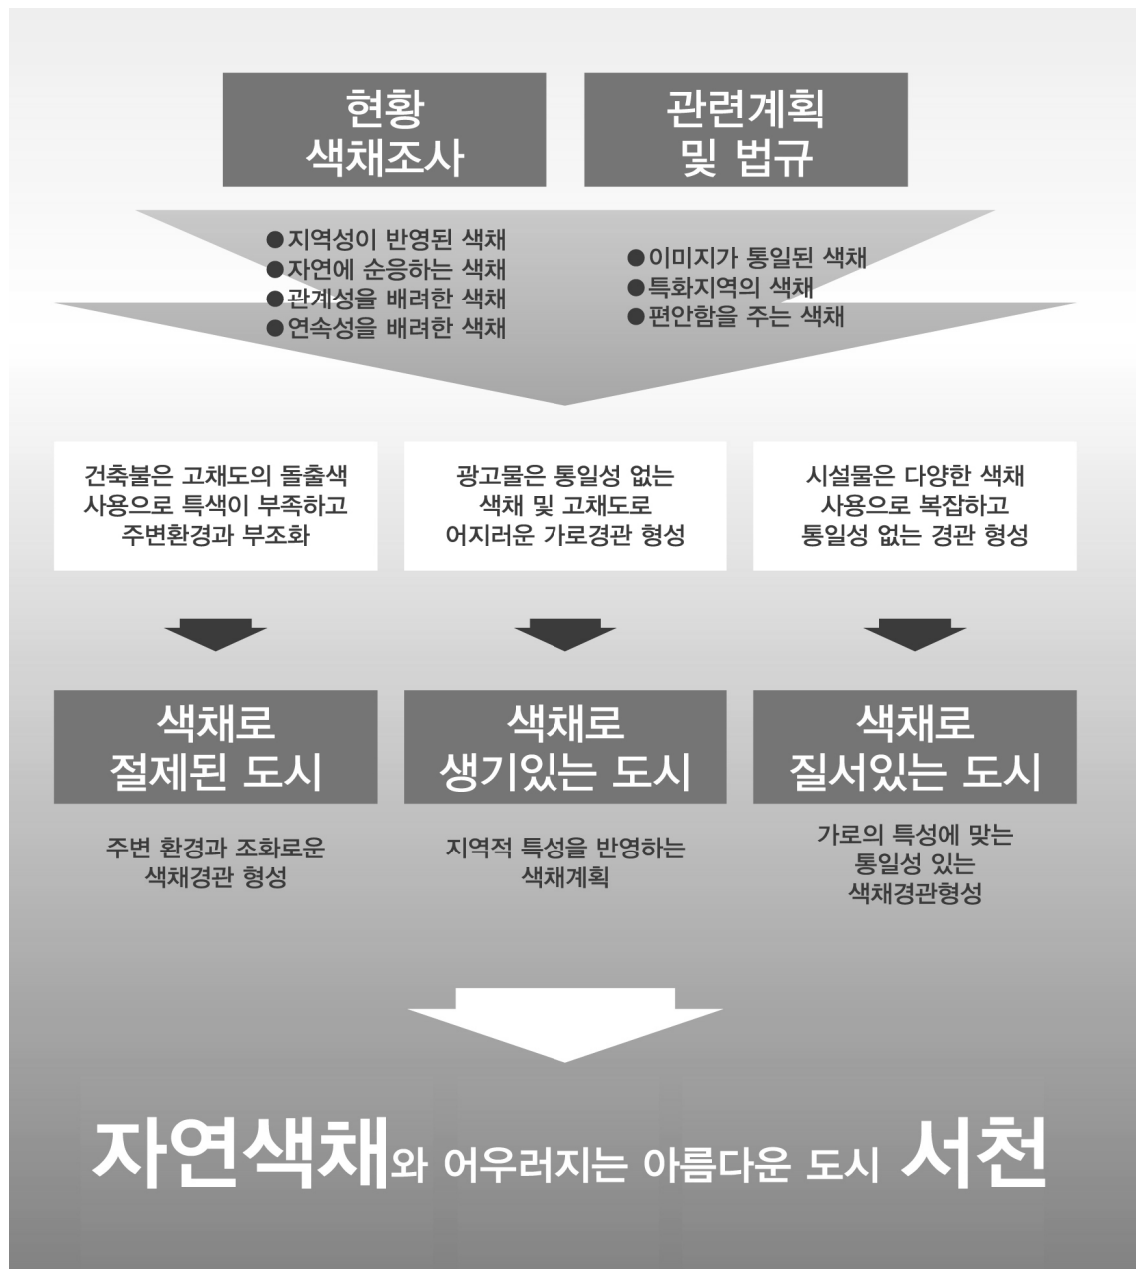 현황
색채조사
관련계획
및 법규
●지역성이 반영된 색채
●자연에 순응하는 색채
●관계성을 배려한 색채
●연속성을 배려한 색채
●이미지가 통일된 색채
●특화지역의 색채
●편안함을 주는 색채
건축불은 고채도의 돌출색
사용으로 특색이 부족하고
주변환경과 부조화
광고물은 통일성 없는
색채 및 고채도로
어지러운 가로경관 형성
시설물은 다양한 색채
사용으로 복잡하고
통일성 없는 경관 형성
색채로
절제된 도시
색채로
생기있는 도시
색채로
질서있는 도시
주변 환경과 조화로운
색채경관 형성
지역적 특성을 반영하는
색채계획
가로의 특성에 맞는
통일성 있는
색채경관형성
자연색채와 어우러지는 아름다운 도시 서천